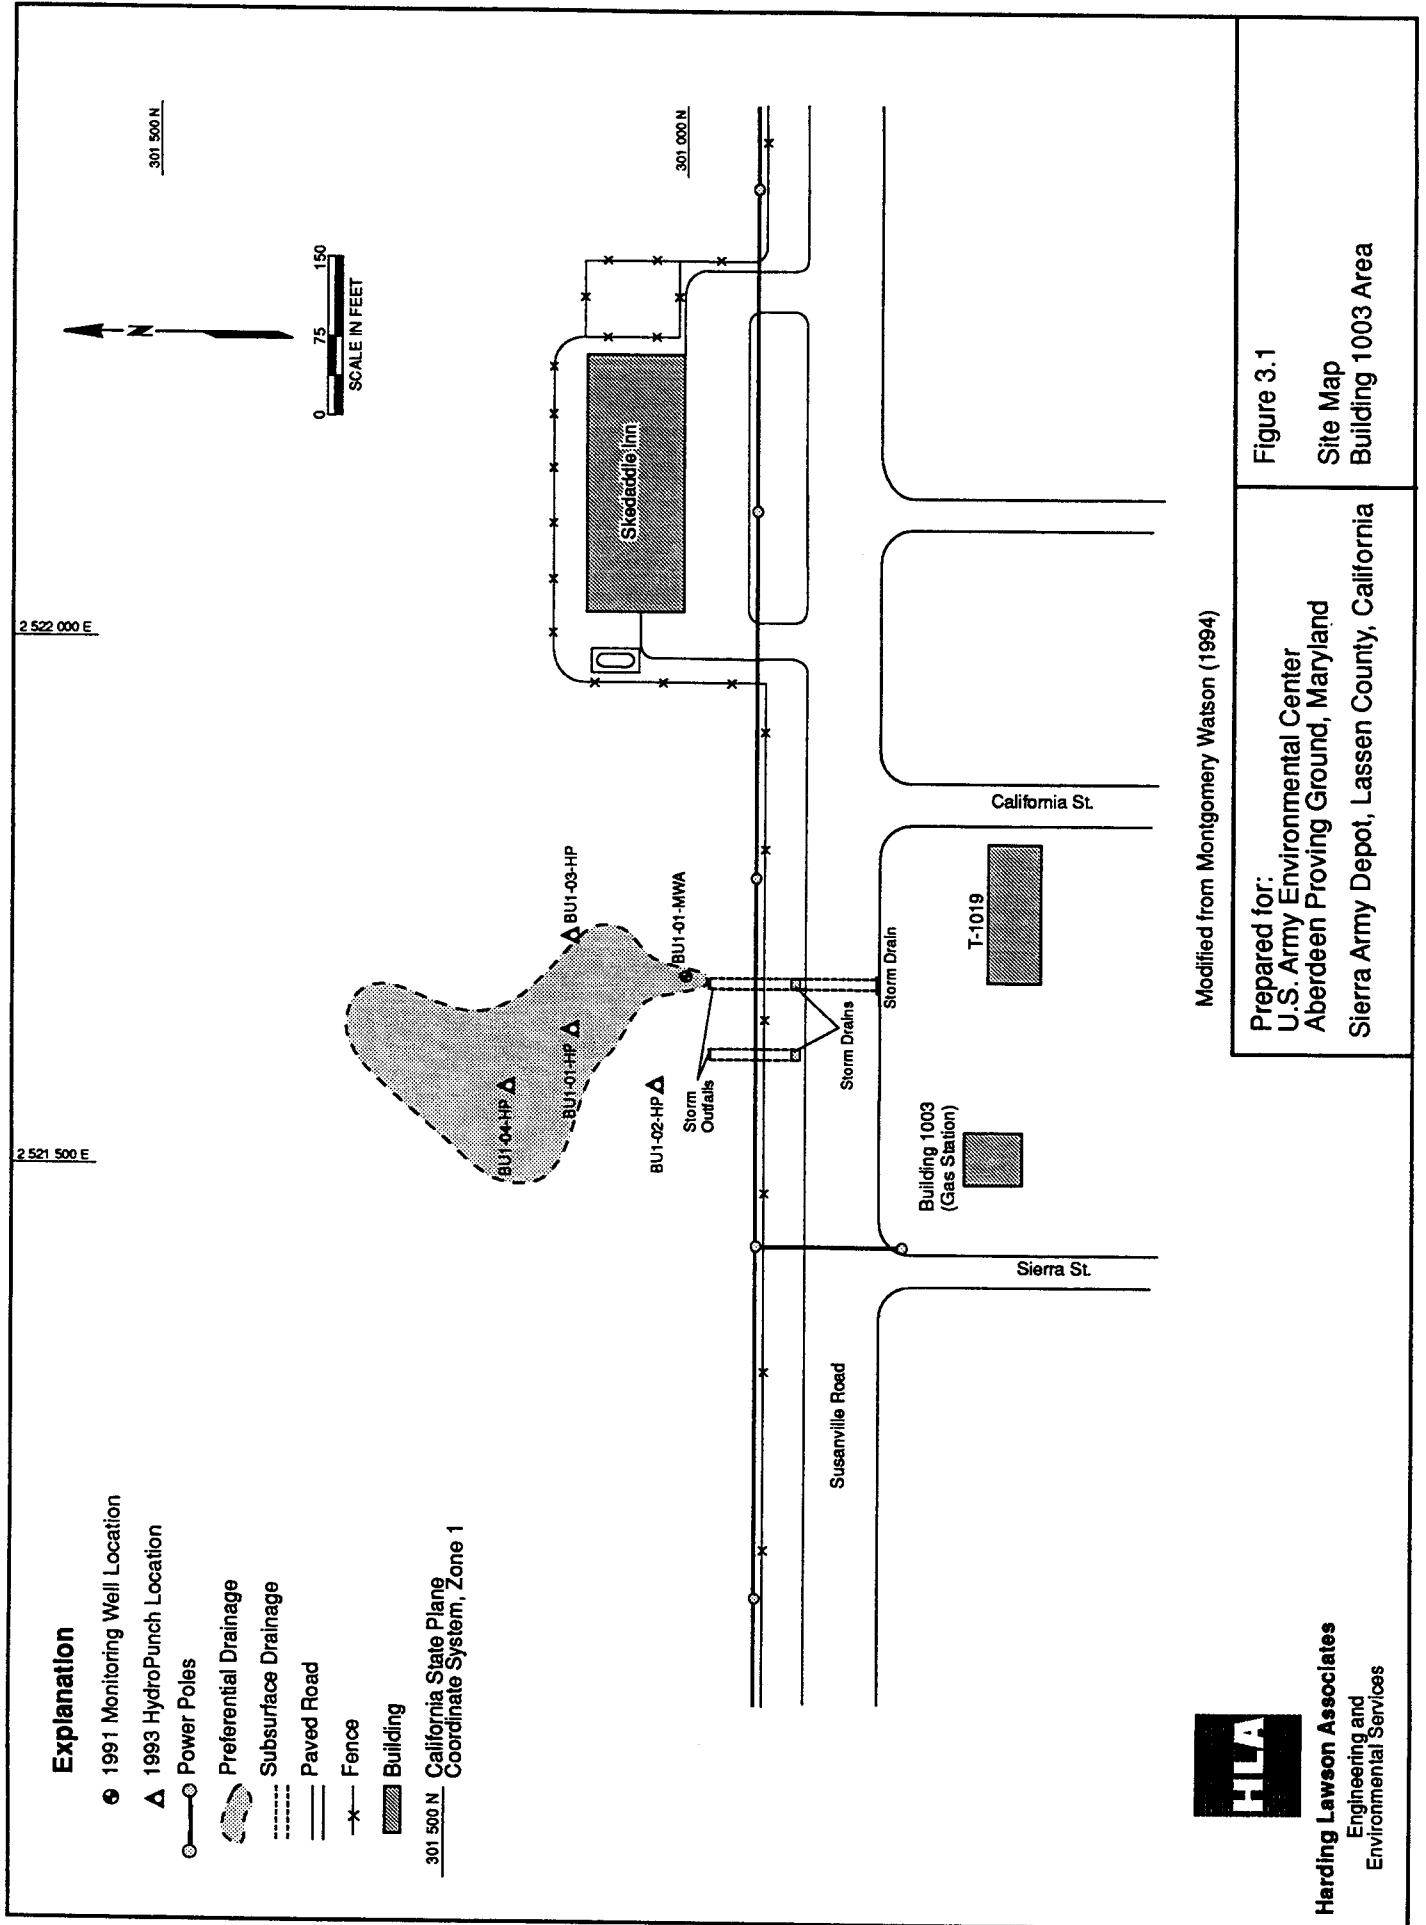 Explanation
1991 Monitoring Well Location
1993 HydroPunch Location
Power Poles
Preferential Drainage
Subsurface Drainage
Paved Road
Fence
Building
301 500 N
California State Plane
Coordinate System, Zone 1
2 521 500 E
2 522 000 E
N
0
75
150
SCALE IN FEET
301 500 N
301 000 N
BU1-04-HP
BU1-01-HP
BU1-03-HP
BU1-02-HP
BU1-01-MWA
Storm
Outfalls
Skedaddle Inn
Storm Drains
Storm Drain
Susanville Road
Building 1003
(Gas Station)
T-1019
Sierra St.
California St.
Modified from Montgomery Watson (1994)
HLA
Harding Lawson Associates
Engineering and
Environmental Services
Prepared for:
U.S. Army Environmental Center
Aberdeen Proving Ground, Maryland
Sierra Army Depot, Lassen County, California
Figure 3.1
Site Map
Building 1003 Area